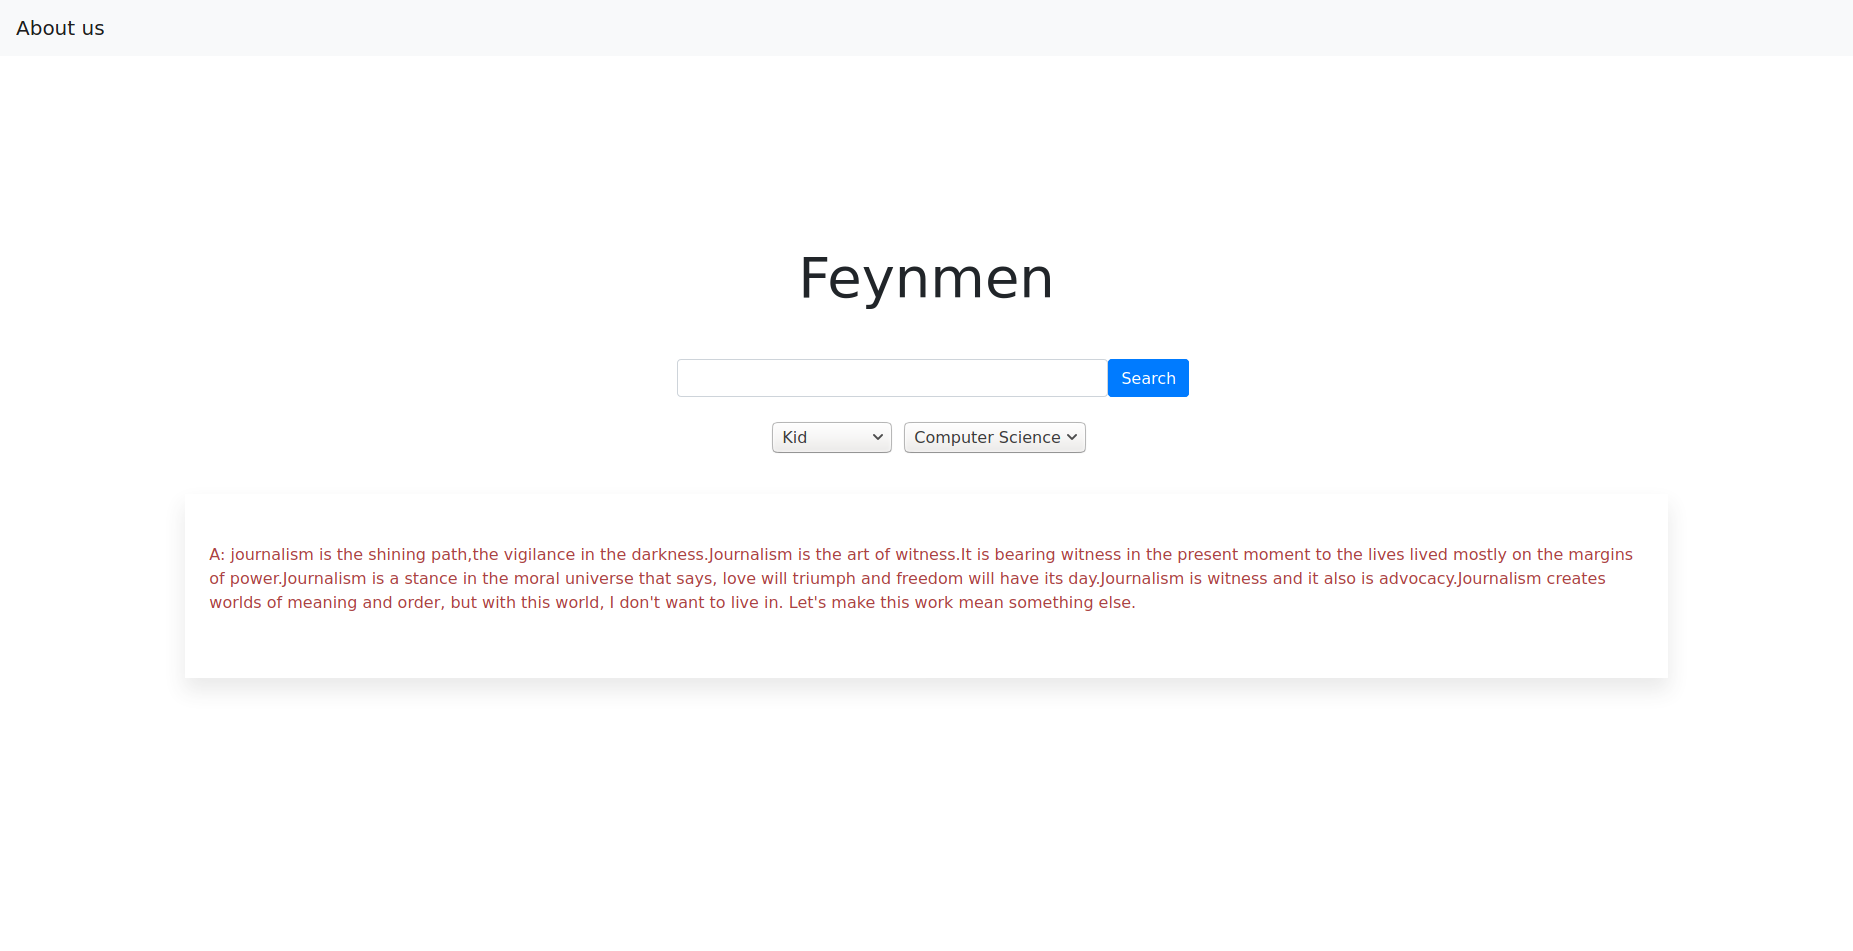 About us
Feynmen
Search
Kid
Computer Science
A: journalism is the shining path,the vigilance in the darkness.Journalism is the art of witness.It is bearing witness in the present moment to the lives lived mostly on the margins
of power.Journalism is a stance in the moral universe that says, love will triumph and freedom will have its day.Journalism is witness and it also is advocacy.Journalism creates
worlds of meaning and order, but with this world, I don't want to live in. Let's make this work mean something else.